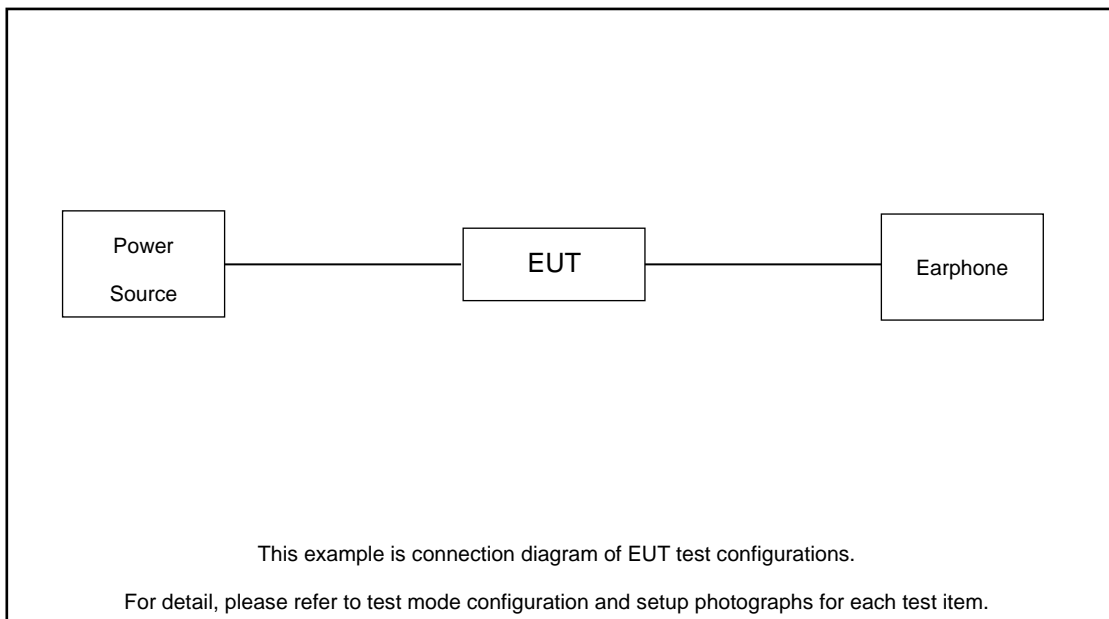 Power
Source
EUT
Earphone
This example is connection diagram of EUT test configurations.
For detail, please refer to test mode configuration and setup photographs for each test item.